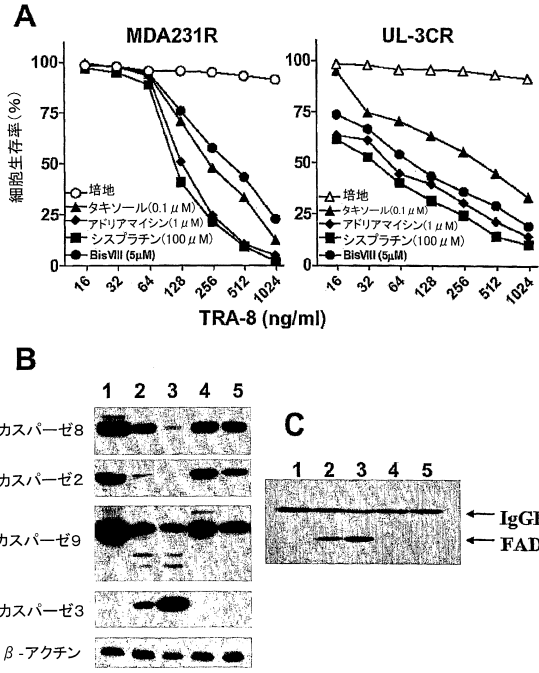 A
MDA231R
UL-3CR
細胞生存率(%)
100
75
50
25
0
培地
タキソール(0.1μM)
アドリアマイシン(1μM)
シスプラチン(100μM)
BisVIII (5μM)
16 32 64 128 256 512 1024
100
75
50
25
0
培地
タキソール(0.1μM)
アドリアマイシン(1μM)
シスプラチン(100μM)
BisVIII (5μM)
16 32 64 128 256 512 1024
TRA-8 (ng/ml)
B
1 2 3 4 5
カスパーゼ8
カスパーゼ2
カスパーゼ9
カスパーゼ3
β-アクチン
C
1 2 3 4 5
IgGH
FAD